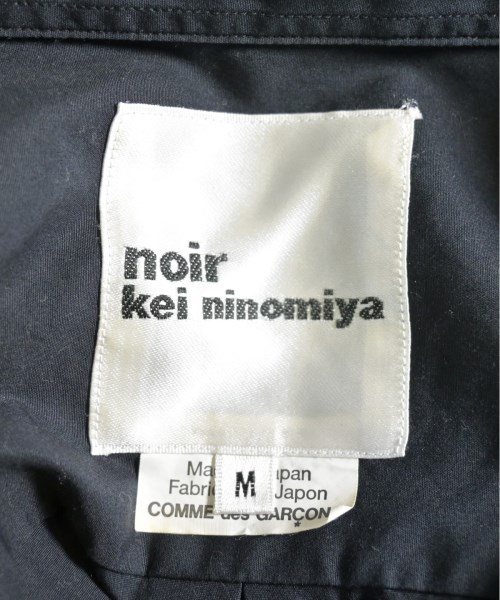 noir
kei ninomiya
Ma M apan
Fabri Japon
COMME des GARÇON